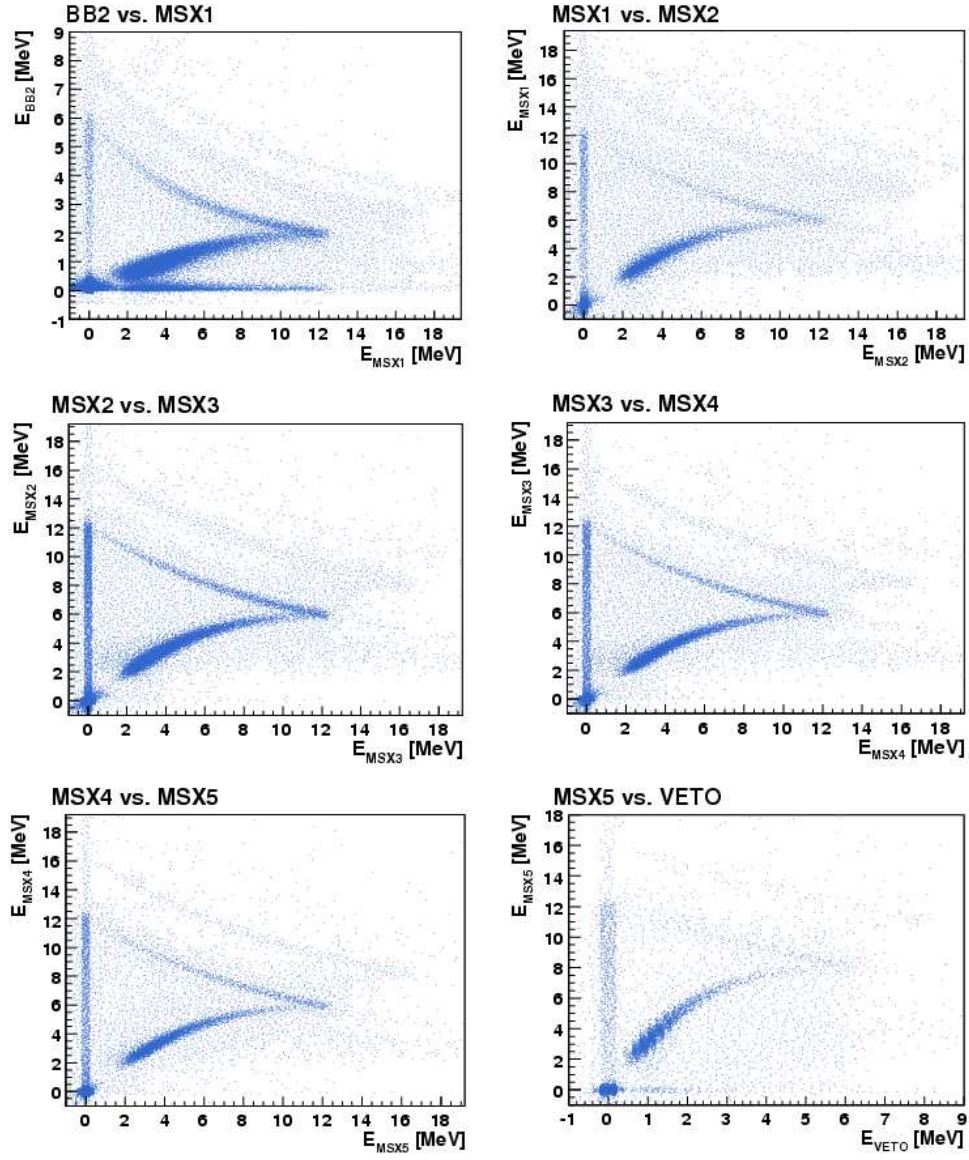 BB2 vs. MSX1
E_BB2 [MeV]
9
8
7
6
5
4
3
2
1
0
-1
0 2 4 6 8 10 12 14 16 18
E_MSX1 [MeV]
MSX1 vs. MSX2
E_MSX1 [MeV]
18
16
14
12
10
8
6
4
2
0
0 2 4 6 8 10 12 14 16 18
E_MSX2 [MeV]
MSX2 vs. MSX3
E_MSX2 [MeV]
18
16
14
12
10
8
6
4
2
0
0 2 4 6 8 10 12 14 16 18
E_MSX3 [MeV]
MSX3 vs. MSX4
E_MSX3 [MeV]
18
16
14
12
10
8
6
4
2
0
0 2 4 6 8 10 12 14 16 18
E_MSX4 [MeV]
MSX4 vs. MSX5
E_MSX4 [MeV]
18
16
14
12
10
8
6
4
2
0
0 2 4 6 8 10 12 14 16 18
E_MSX5 [MeV]
MSX5 vs. VETO
E_MSX5 [MeV]
18
16
14
12
10
8
6
4
2
0
-1 0 1 2 3 4 5 6 7 8 9
E_VETO [MeV]